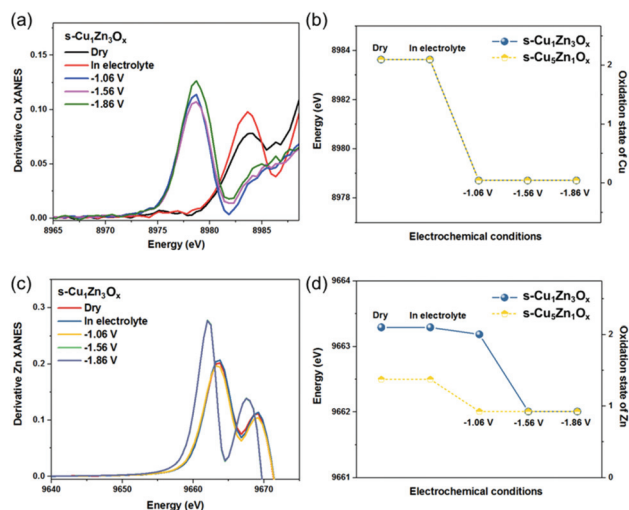 (a)
s-Cu₁Zn₃Oₓ
Dry
In electrolyte
-1.06 V
-1.56 V
-1.86 V
Derivative Cu XANES
0.15
0.10
0.05
0.00
8965 8970 8975 8980 8985
Energy (eV)
(b)
s-Cu₁Zn₃Oₓ
s-Cu₅Zn₁Oₓ
Dry In electrolyte
-1.06 V -1.56 V -1.86 V
Energy (eV)
8984
8982
8980
8978
Oxidation state of Cu
2
1
0
Electrochemical conditions
(c)
s-Cu₁Zn₃Oₓ
Dry
In electrolyte
-1.06 V
-1.56 V
-1.86 V
Derivative Zn XANES
0.3
0.2
0.1
0.0
9640 9650 9660 9670
Energy (eV)
(d)
s-Cu₁Zn₃Oₓ
s-Cu₅Zn₁Oₓ
Dry In electrolyte
-1.06 V
-1.56 V -1.86 V
Energy (eV)
9664
9663
9662
9661
Oxidation state of Zn
2
1
0
Electrochemical conditions